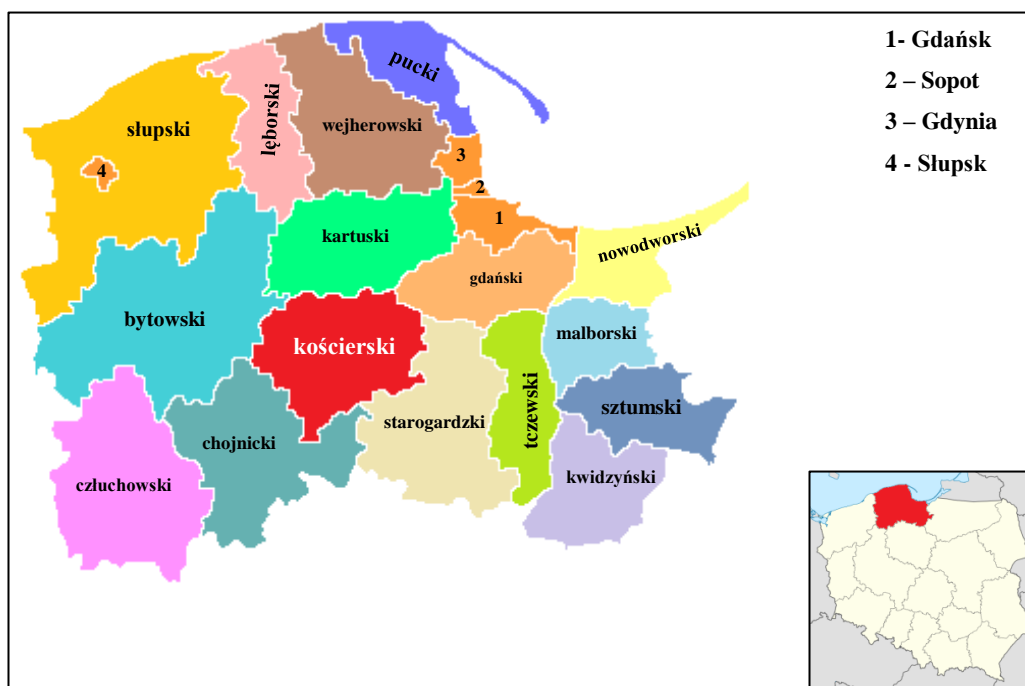 1- Gdańsk
2 – Sopot
3 – Gdynia
4 - Słupsk
pucki
słupski
lęborski
wejherowski
3
4
2
1
kartuski
nowodworski
gdański
bytowski
kościerski
malborski
tczewski
sztumski
starogardzki
chojnicki
człuchowski
kwidzyński